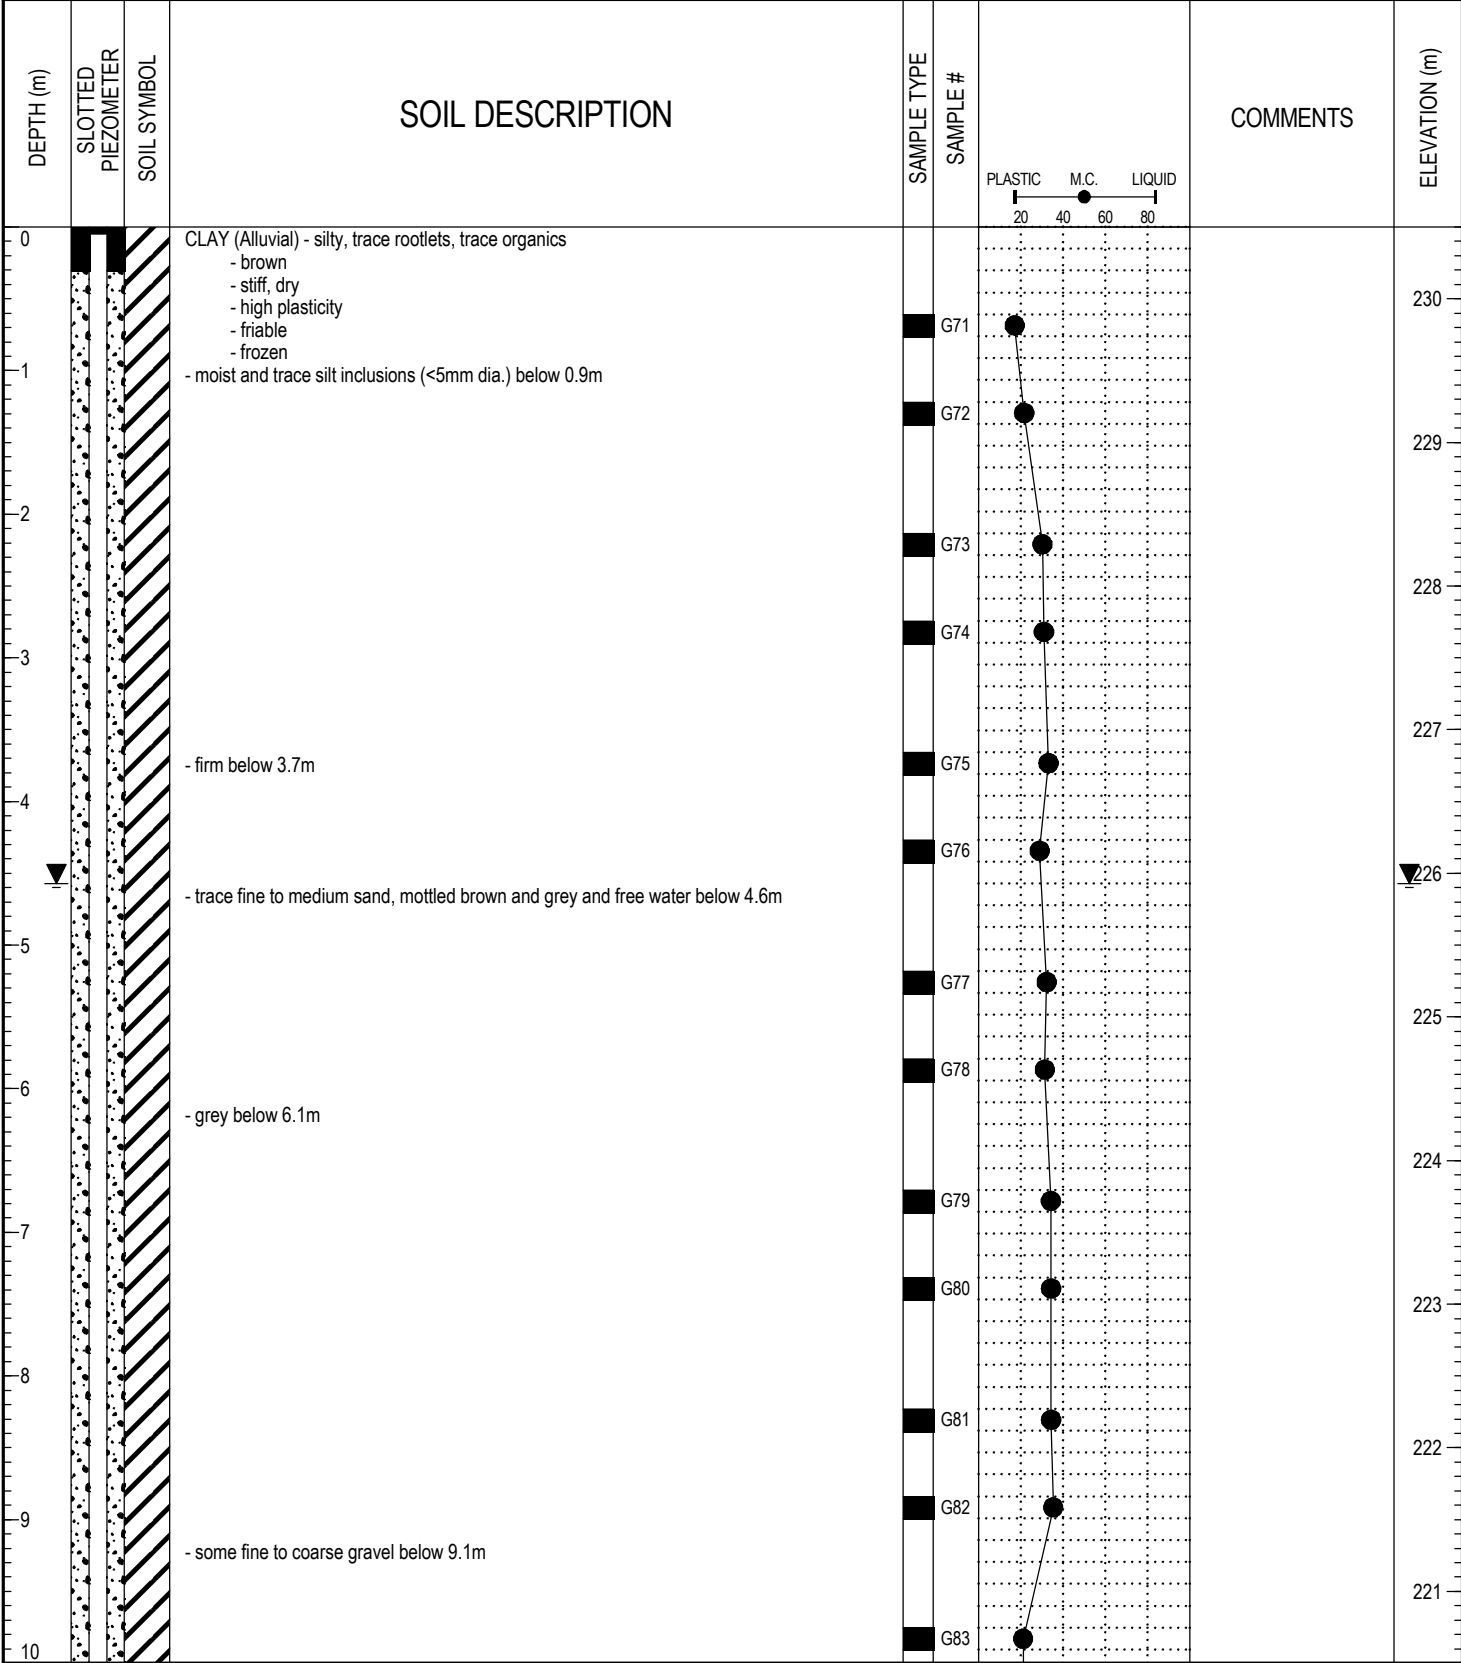 DEPTH (m)
SLOTTED
PIEZOMETER
SOIL SYMBOL
SOIL DESCRIPTION
SAMPLE TYPE
SAMPLE #
PLASTIC M.C. LIQUID
20 40 60 80
COMMENTS
ELEVATION (m)
0
CLAY (Alluvial) - silty, trace rootlets, trace organics
- brown
- stiff, dry
230
- high plasticity
G71
- friable
- frozen
1
- moist and trace silt inclusions (<5mm dia.) below 0.9m
G72
229
2
G73
228
G74
3
227
- firm below 3.7m
G75
4
G76
226
- trace fine to medium sand, mottled brown and grey and free water below 4.6m
5
G77
225
G78
6
- grey below 6.1m
224
G79
7
G80
223
8
G81
222
G82
9
- some fine to coarse gravel below 9.1m
221
G83
10